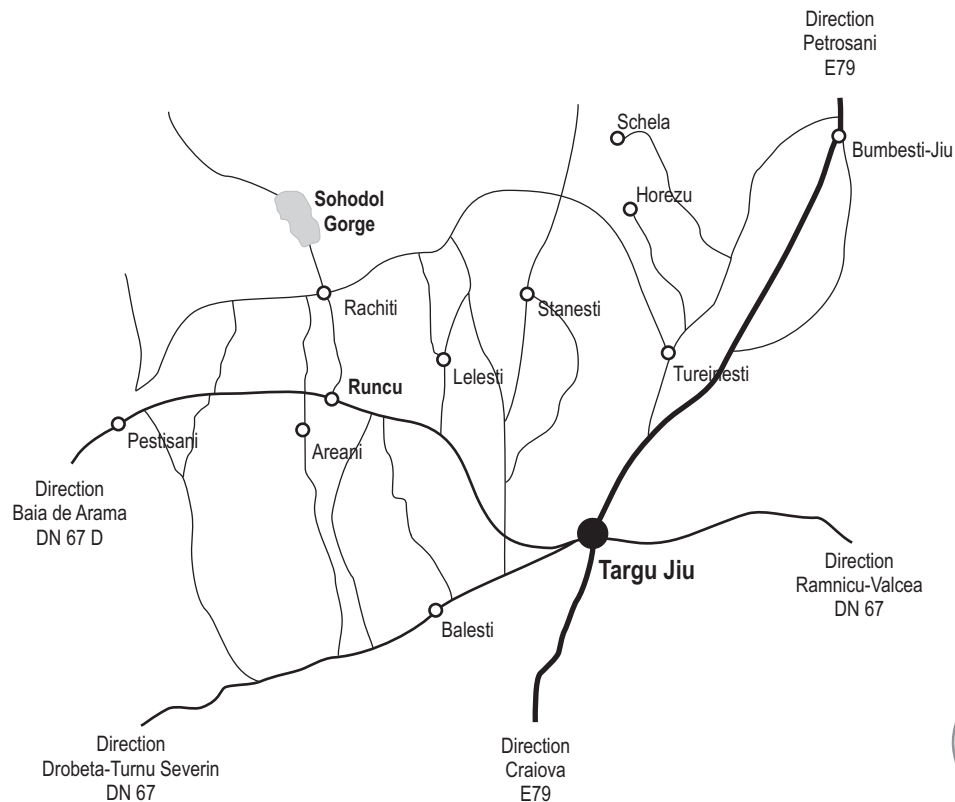 Direction
Petrosani
E79
Schela
Bumbesti-Jiu
Horezu
Sohodol
Gorge
Rachiti
Stanesti
Tureinesti
Lelesti
Runcu
Pestisani
Areani
Direction
Baia de Arama
DN 67 D
Targu Jiu
Direction
Ramnicu-Valcea
DN 67
Balesti
Direction
Drobeta-Turnu Severin
DN 67
Direction
Craiova
E79